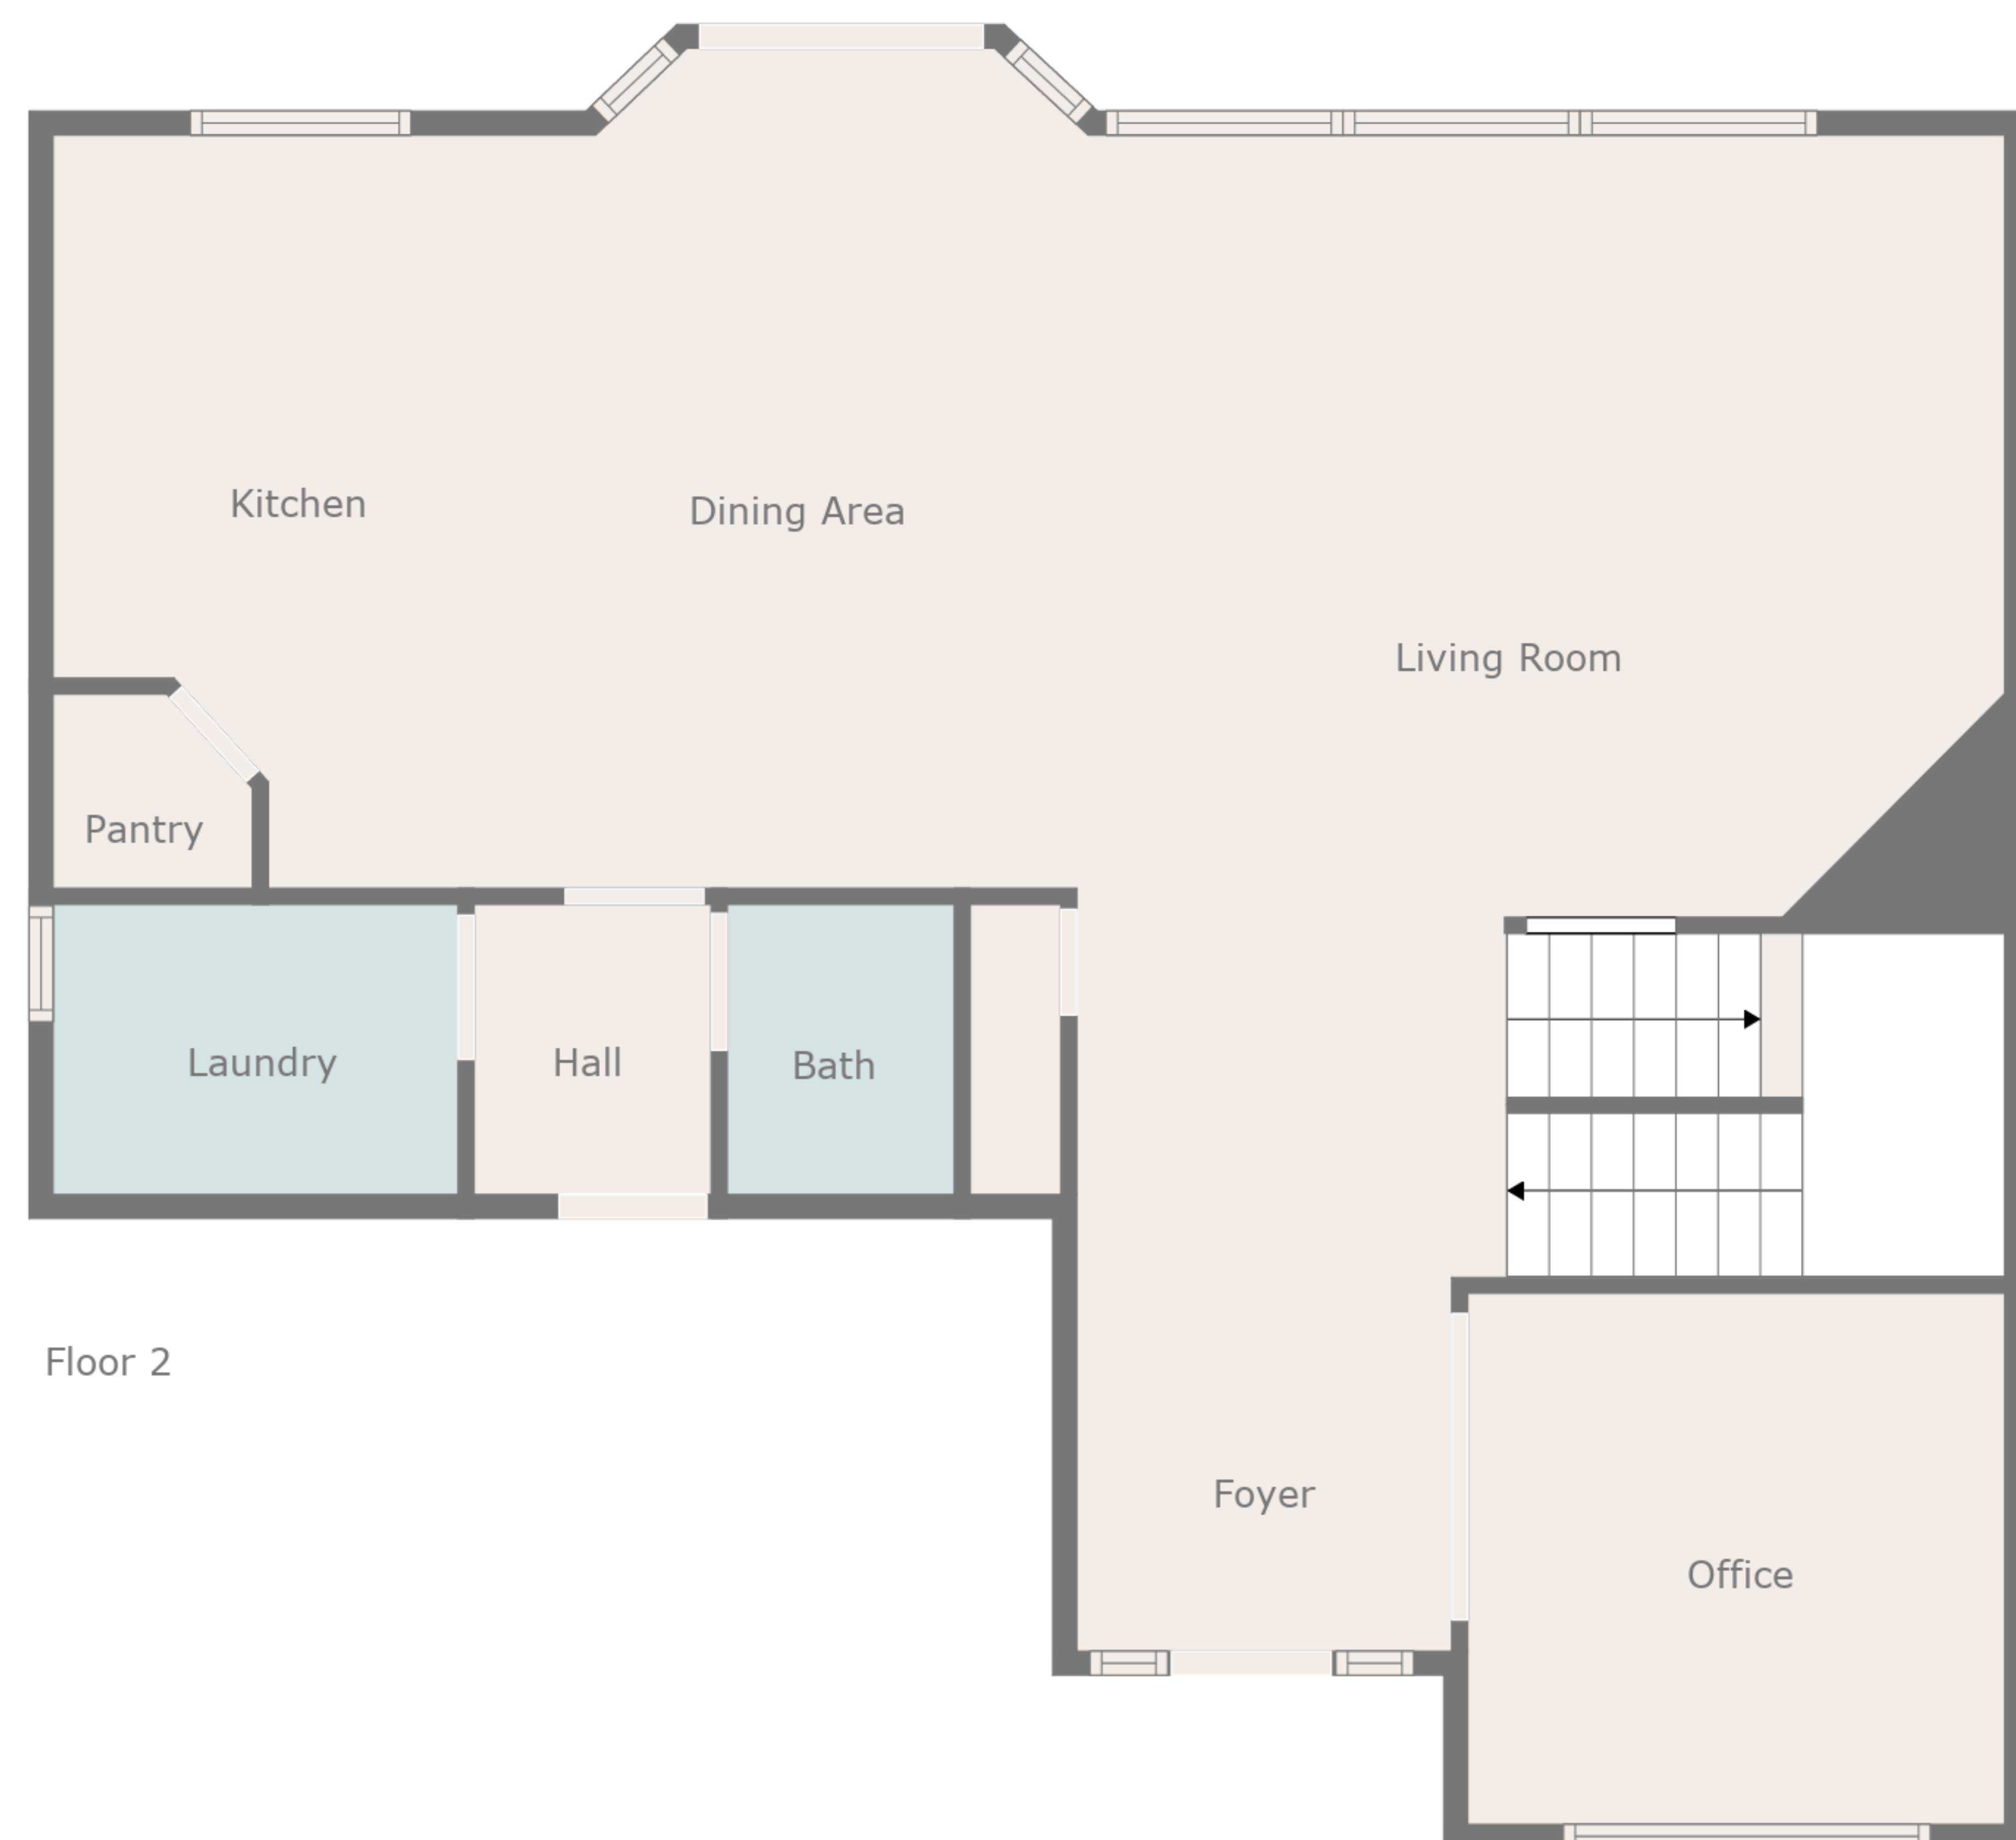 Kitchen
Dining Area
Living Room
Pantry
Laundry
Hall
Bath
Floor 2
Foyer
Office